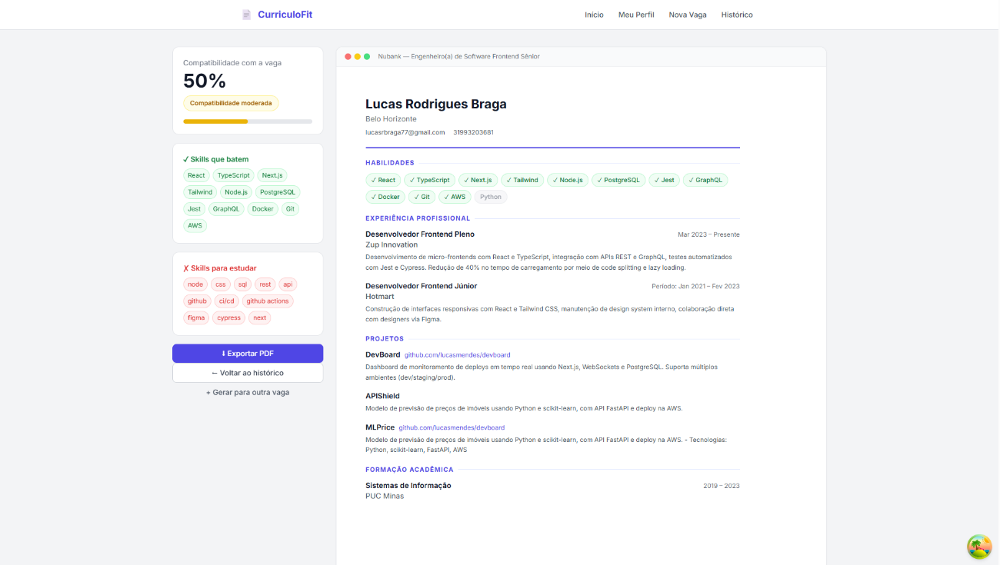 CurriculoFit
Início Meu Perfil Nova Vaga Histórico
Compatibilidade com a vaga
50%
Compatibilidade moderada
✓ Skills que batem
React TypeScript Next.js
Tailwind Node.js PostgreSQL
Jest GraphQL Docker Git
AWS
✗ Skills para estudar
node css sql rest api
github ci/cd github actions
figma cypress next
⬇ Exportar PDF
← Voltar ao histórico
+ Gerar para outra vaga
Nubank — Engenheiro(a) de Software Frontend Sênior
Lucas Rodrigues Braga
Belo Horizonte
lucasrbraga77@gmail.com 31993203681
HABILIDADES
✓ React ✓ TypeScript ✓ Next.js ✓ Tailwind ✓ Node.js ✓ PostgreSQL ✓ Jest ✓ GraphQL
✓ Docker ✓ Git ✓ AWS Python
EXPERIÊNCIA PROFISSIONAL
Desenvolvedor Frontend Pleno Mar 2023 – Presente
Zup Innovation
Desenvolvimento de micro-frontends com React e TypeScript, integração com APIs REST e GraphQL, testes automatizados
com Jest e Cypress. Redução de 40% no tempo de carregamento por meio de code splitting e lazy loading.
Desenvolvedor Frontend Júnior Período: Jan 2021 – Fev 2023
Hotmart
Construção de interfaces responsivas com React e Tailwind CSS, manutenção de design system interno, colaboração direta
com designers via Figma.
PROJETOS
DevBoard github.com/lucasmendes/devboard
Dashboard de monitoramento de deploys em tempo real usando Next.js, WebSockets e PostgreSQL. Suporta múltiplos
ambientes (dev/staging/prod).
APIShield
Modelo de previsão de preços de imóveis usando Python e scikit-learn, com API FastAPI e deploy na AWS.
MLPrice github.com/lucasmendes/devboard
Modelo de previsão de preços de imóveis usando Python e scikit-learn, com API FastAPI e deploy na AWS. - Tecnologias:
Python, scikit-learn, FastAPI, AWS
FORMAÇÃO ACADÊMICA
Sistemas de Informação 2019 – 2023
PUC Minas